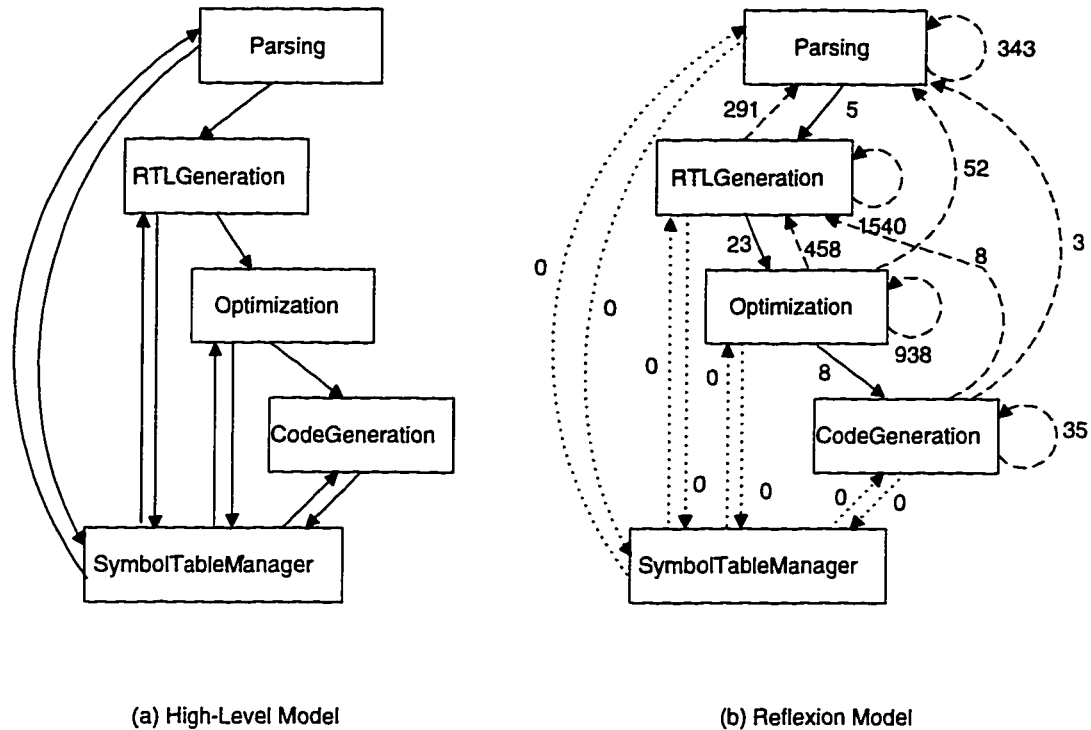 Parsing
RTLGeneration
Optimization
CodeGeneration
SymbolTableManager
(a) High-Level Model
Parsing
343
291
5
RTLGeneration
52
1540
23
458
8
3
0
0
Optimization
938
0
0
8
CodeGeneration
35
0
0
0
0
SymbolTableManager
(b) Reflexion Model